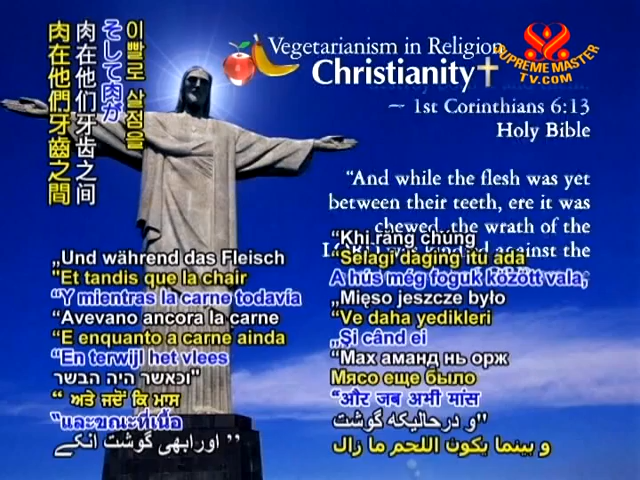 Vegetarianism in Religion
Christianity
SUPREME MASTER
TV.COM
~ 1st Corinthians 6:13
Holy Bible
“And while the flesh was yet
between their teeth, ere it was
chewed, the wrath of the
against the
肉在他們牙齒之間
肉在他们牙齿之间
そして肉が
이빨로 살점을
„Und während das Fleisch
"Et tandis que la chair
“Y mientras la carne todavía
“Avevano ancora la carne
“E enquanto a carne ainda
“En terwijl het vlees
"וכאשר היה הבשר
“ ਅਤੇ ਜਦੋਂ ਕਿ ਮਾਸ
“และขณะที่เนื้อ
” اورابھی گوشت انکے
“Khi răng chúng
“Selagi daging itu ada
A hús még foguk között vala,
„Mięso jeszcze było
“Ve daha yedikleri
„Şi când ei
“Мах аманд нь орж
Мясо еще было
“और जब अभी मांस
"و درحالیکه گوشت
و بينما يكون اللحم ما زال